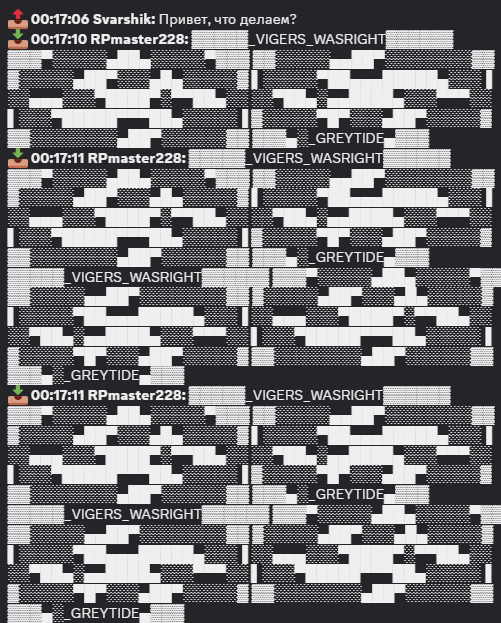 00:17:06 Svarshik: Привет, что делаем?
00:17:10 RPmaster228: _VIGERS_WASRIGHT
_GREYTIDE
00:17:11 RPmaster228: _VIGERS_WASRIGHT
_GREYTIDE
_VIGERS_WASRIGHT
_GREYTIDE
00:17:11 RPmaster228: _VIGERS_WASRIGHT
_GREYTIDE
_VIGERS_WASRIGHT
_GREYTIDE